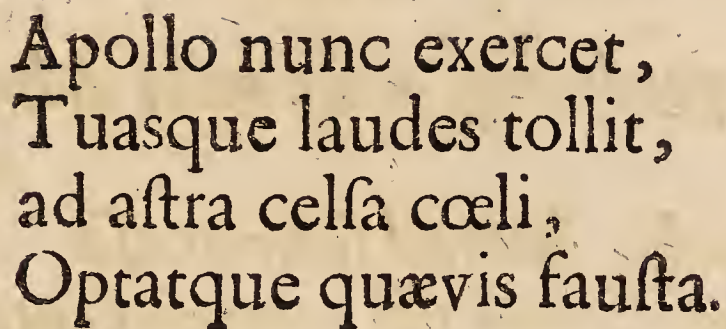 Apollo nunc exercet,
Tuasque laudes tollit,
ad aſtra celſa cœli,
Optatque quævis fauſta.